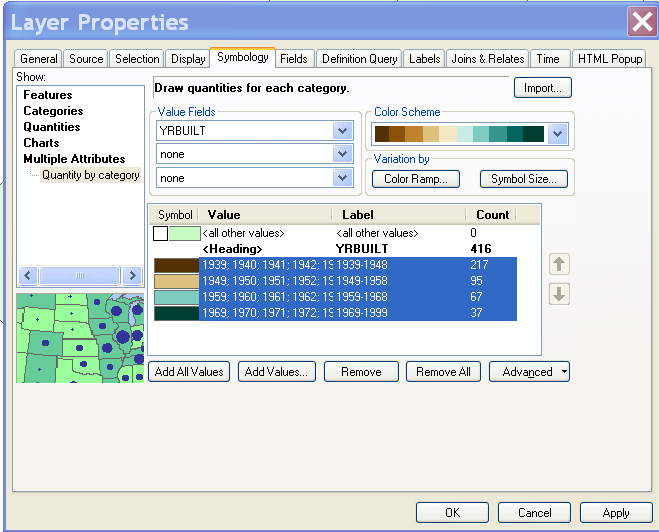 Layer Properties
General Source Selection Display Symbology Fields Definition Query Labels Joins & Relates Time HTML Popup
Show:
Features
Categories
Quantities
Charts
Multiple Attributes
Quantity by category
Draw quantities for each category.
Import...
Value Fields
YRBUILT
none
none
Color Scheme
Variation by
Color Ramp...
Symbol Size...
Symbol Value Label Count
<all other values> <all other values> 0
<Heading> YRBUILT 416
1939; 1940; 1941; 1942; 19 1939-1948 217
1949; 1950; 1951; 1952; 19 1949-1958 95
1959; 1960; 1961; 1962; 19 1959-1968 67
1969; 1970; 1971; 1972; 19 1969-1999 37
Add All Values Add Values... Remove Remove All Advanced
OK Cancel Apply